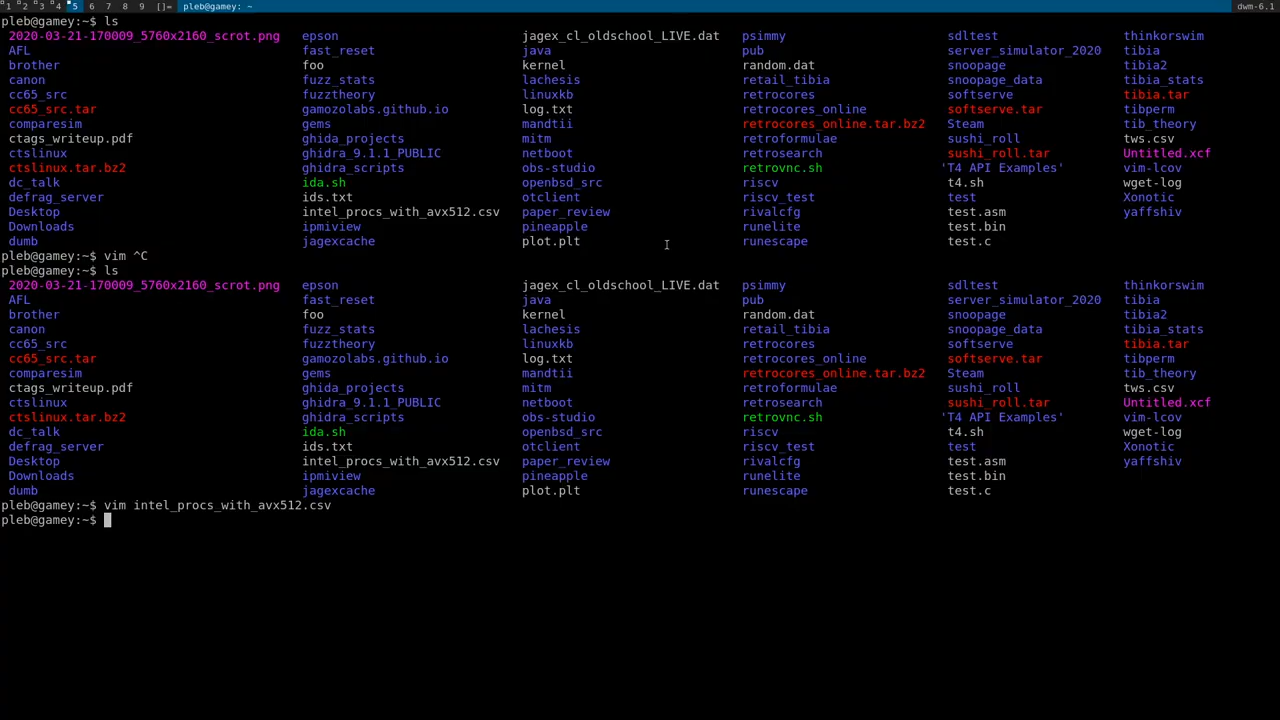 1 2 3 4 5 6 7 8 9 []= pleb@gamey: ~ dwm-6.1
pleb@gamey:~$ ls
2020-03-21-170009_5760x2160_scrot.png epson jagex_cl_oldschool_LIVE.dat psimmy sdltest thinkorswim
AFL fast_reset java pub server_simulator_2020 tibia
brother foo kernel random.dat snoopage tibia2
canon fuzz_stats lachesis retail_tibia snoopage_data tibia_stats
cc65_src fuzztheory linuxkb retrocores softserve tibia.tar
cc65_src.tar gamozolabs.github.io log.txt retrocores_online softserve.tar tibperm
comparesim gems mandtii retrocores_online.tar.bz2 Steam tib_theory
ctags_writeup.pdf ghida_projects mitm retroformulae sushi_roll tws.csv
ctslinux ghidra_9.1.1_PUBLIC netboot retrosearch sushi_roll.tar Untitled.xcf
ctslinux.tar.bz2 ghidra_scripts obs-studio retrovnc.sh 'T4 API Examples' vim-lcov
dc_talk ida.sh openbsd_src riscv t4.sh wget-log
defrag_server ids.txt otclient riscv_test test Xonotic
Desktop intel_procs_with_avx512.csv paper_review rivalcfg test.asm yaffshiv
Downloads ipmiview pineapple runelite test.bin
dumb jagexcache plot.plt runescape test.c
pleb@gamey:~$ vim ^C
pleb@gamey:~$ ls
2020-03-21-170009_5760x2160_scrot.png epson jagex_cl_oldschool_LIVE.dat psimmy sdltest thinkorswim
AFL fast_reset java pub server_simulator_2020 tibia
brother foo kernel random.dat snoopage tibia2
canon fuzz_stats lachesis retail_tibia snoopage_data tibia_stats
cc65_src fuzztheory linuxkb retrocores softserve tibia.tar
cc65_src.tar gamozolabs.github.io log.txt retrocores_online softserve.tar tibperm
comparesim gems mandtii retrocores_online.tar.bz2 Steam tib_theory
ctags_writeup.pdf ghida_projects mitm retroformulae sushi_roll tws.csv
ctslinux ghidra_9.1.1_PUBLIC netboot retrosearch sushi_roll.tar Untitled.xcf
ctslinux.tar.bz2 ghidra_scripts obs-studio retrovnc.sh 'T4 API Examples' vim-lcov
dc_talk ida.sh openbsd_src riscv t4.sh wget-log
defrag_server ids.txt otclient riscv_test test Xonotic
Desktop intel_procs_with_avx512.csv paper_review rivalcfg test.asm yaffshiv
Downloads ipmiview pineapple runelite test.bin
dumb jagexcache plot.plt runescape test.c
pleb@gamey:~$ vim intel_procs_with_avx512.csv
pleb@gamey:~$